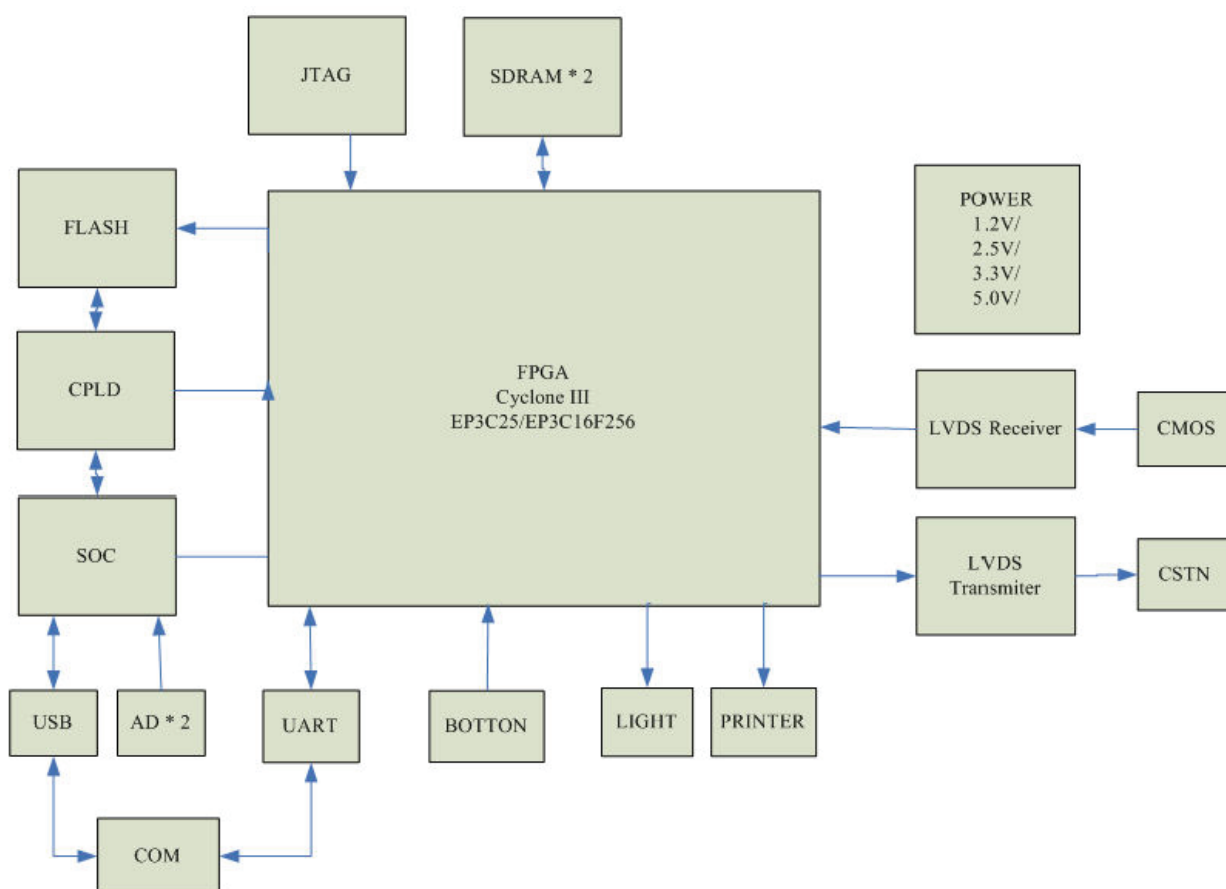 JTAG
SDRAM * 2
FLASH
POWER
1.2V/
2.5V/
3.3V/
5.0V/
CPLD
FPGA
Cyclone III
EP3C25/EP3C16F256
LVDS Receiver
CMOS
SOC
LVDS
Transmiter
CSTN
USB
AD * 2
UART
BOTTON
LIGHT
PRINTER
COM